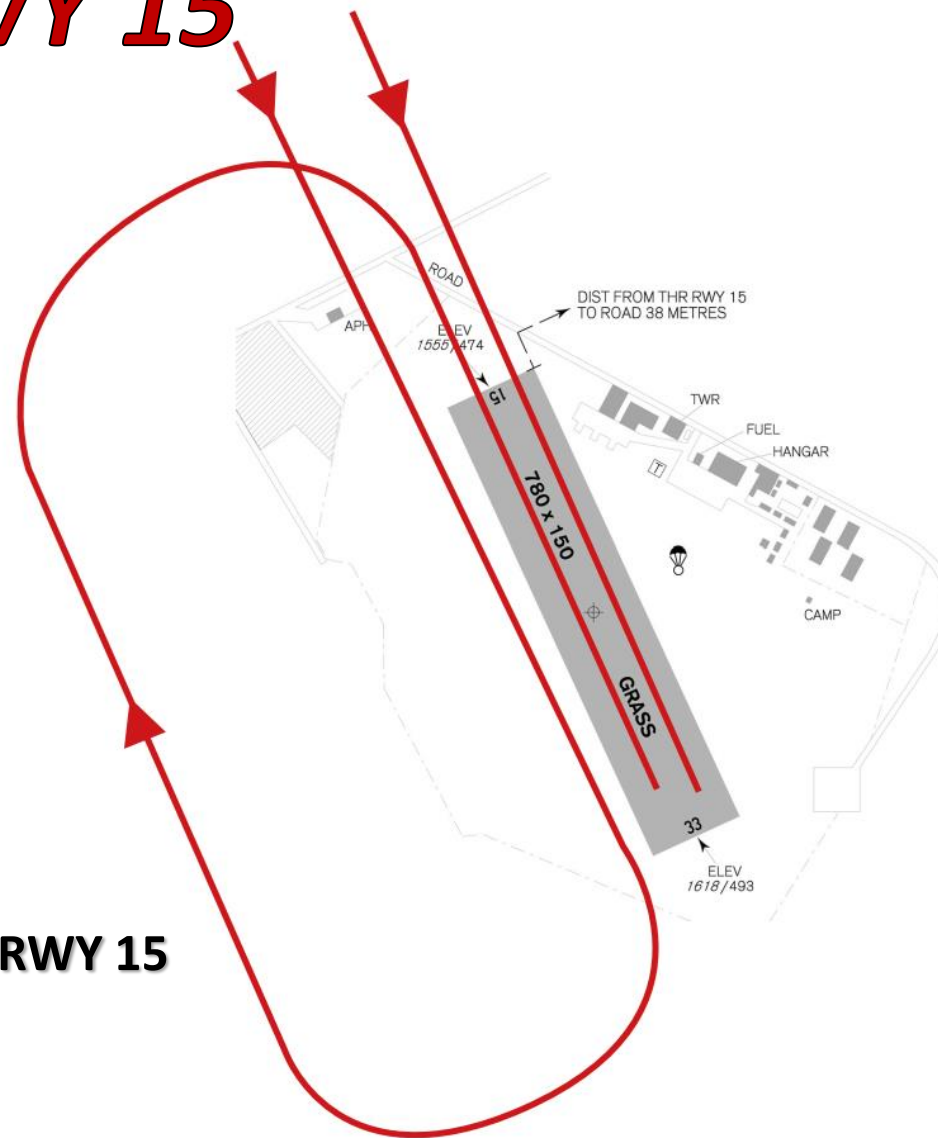 WY 15
ROAD
DIST FROM THR RWY 15
TO ROAD 38 METRES
ELEV
1555/474
15
TWR
FUEL
HANGAR
T
780 x 150
CAMP
GRASS
33
ELEV
1618/493
RWY 15